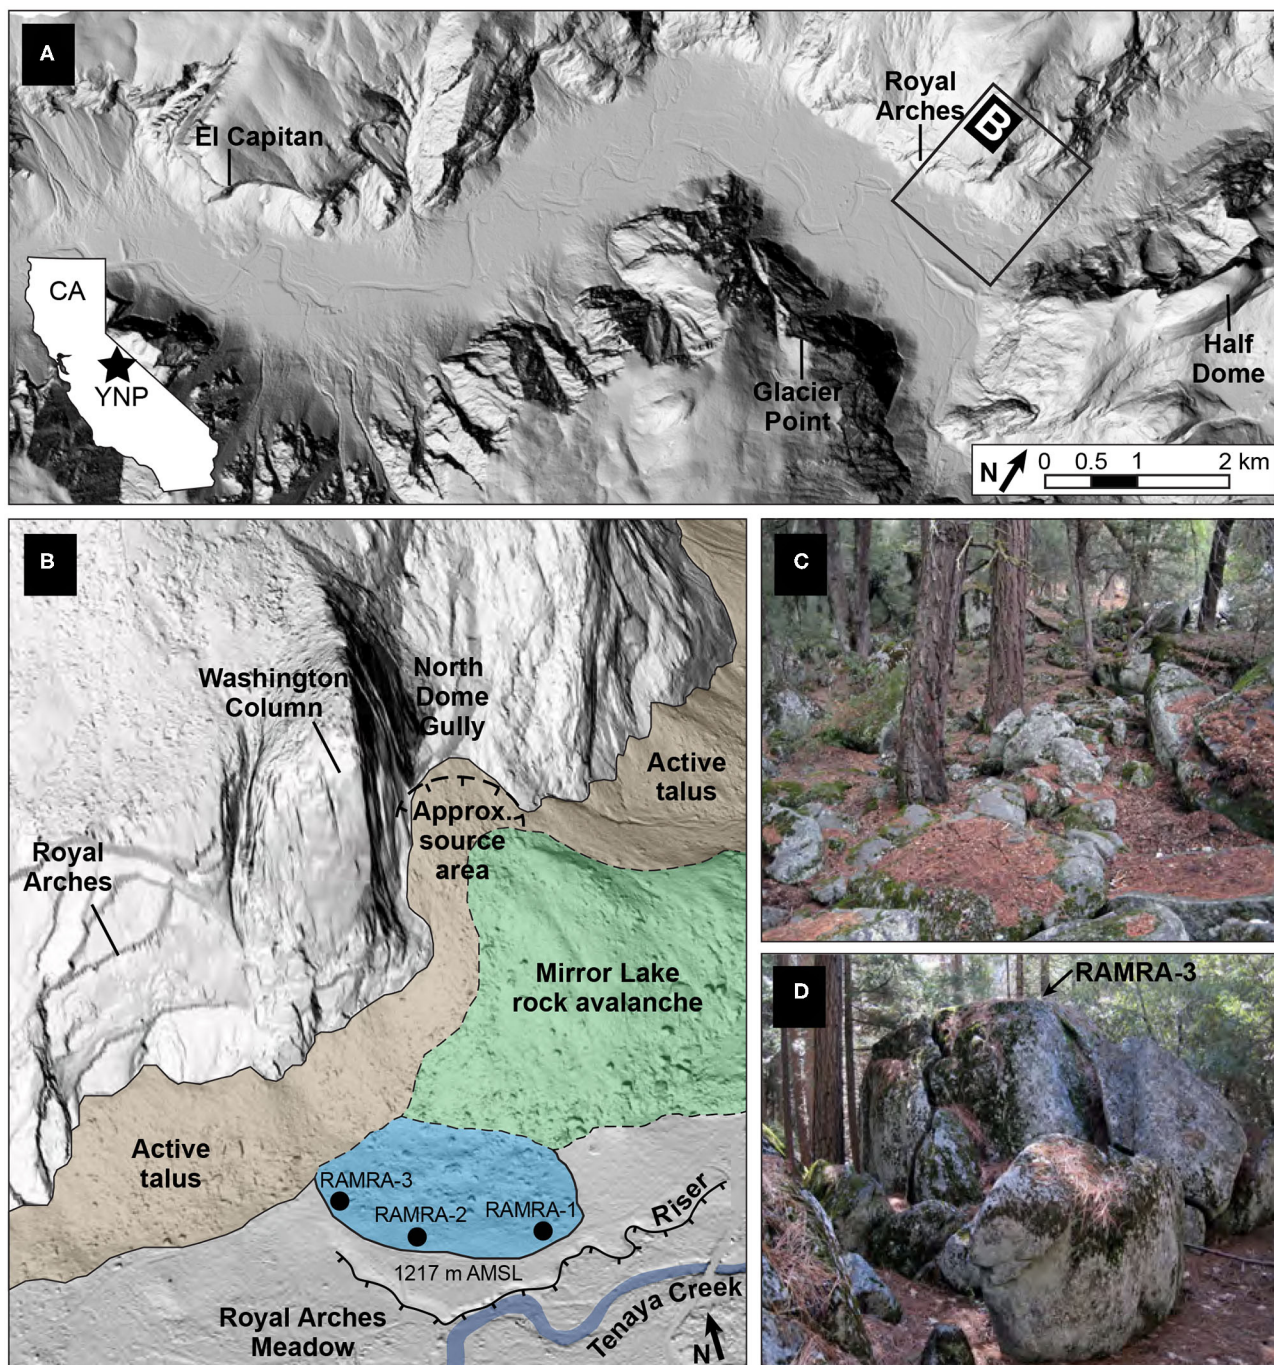 A
El Capitan
Royal
Arches
B
CA
YNP
Glacier
Point
Half
Dome
N
0 0.5 1 2 km
B
Washington
Column
North
Dome
Gully
Active
talus
Approx.
source
area
Royal
Arches
Mirror Lake
rock avalanche
Active
talus
RAMRA-3
RAMRA-2
RAMRA-1
Riser
1217 m AMSL
Royal Arches
Meadow
Tenaya Creek
N
C
D
RAMRA-3